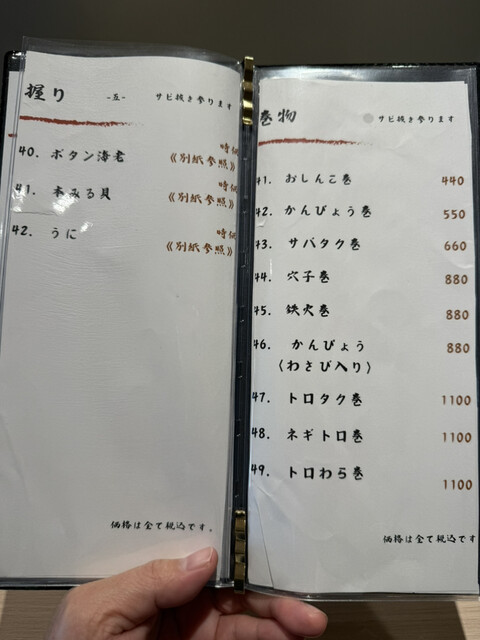 握り
-五-
サビ抜き参ります
40. ボタン海老
時価
《別紙参照》
41. 本みる貝
時価
《別紙参照》
42. うに
時価
《別紙参照》
価格は全て税込です。
巻物
サビ抜き参ります
41. おしんこ巻 440
42. かんぴょう巻 550
43. サバタク巻 660
44. 穴子巻 880
45. 鉄火巻 880
46. かんぴょう 880
(わさび入り)
47. トロタク巻 1100
48. ネギトロ巻 1100
49. トロわら巻 1100
価格は全て税込です